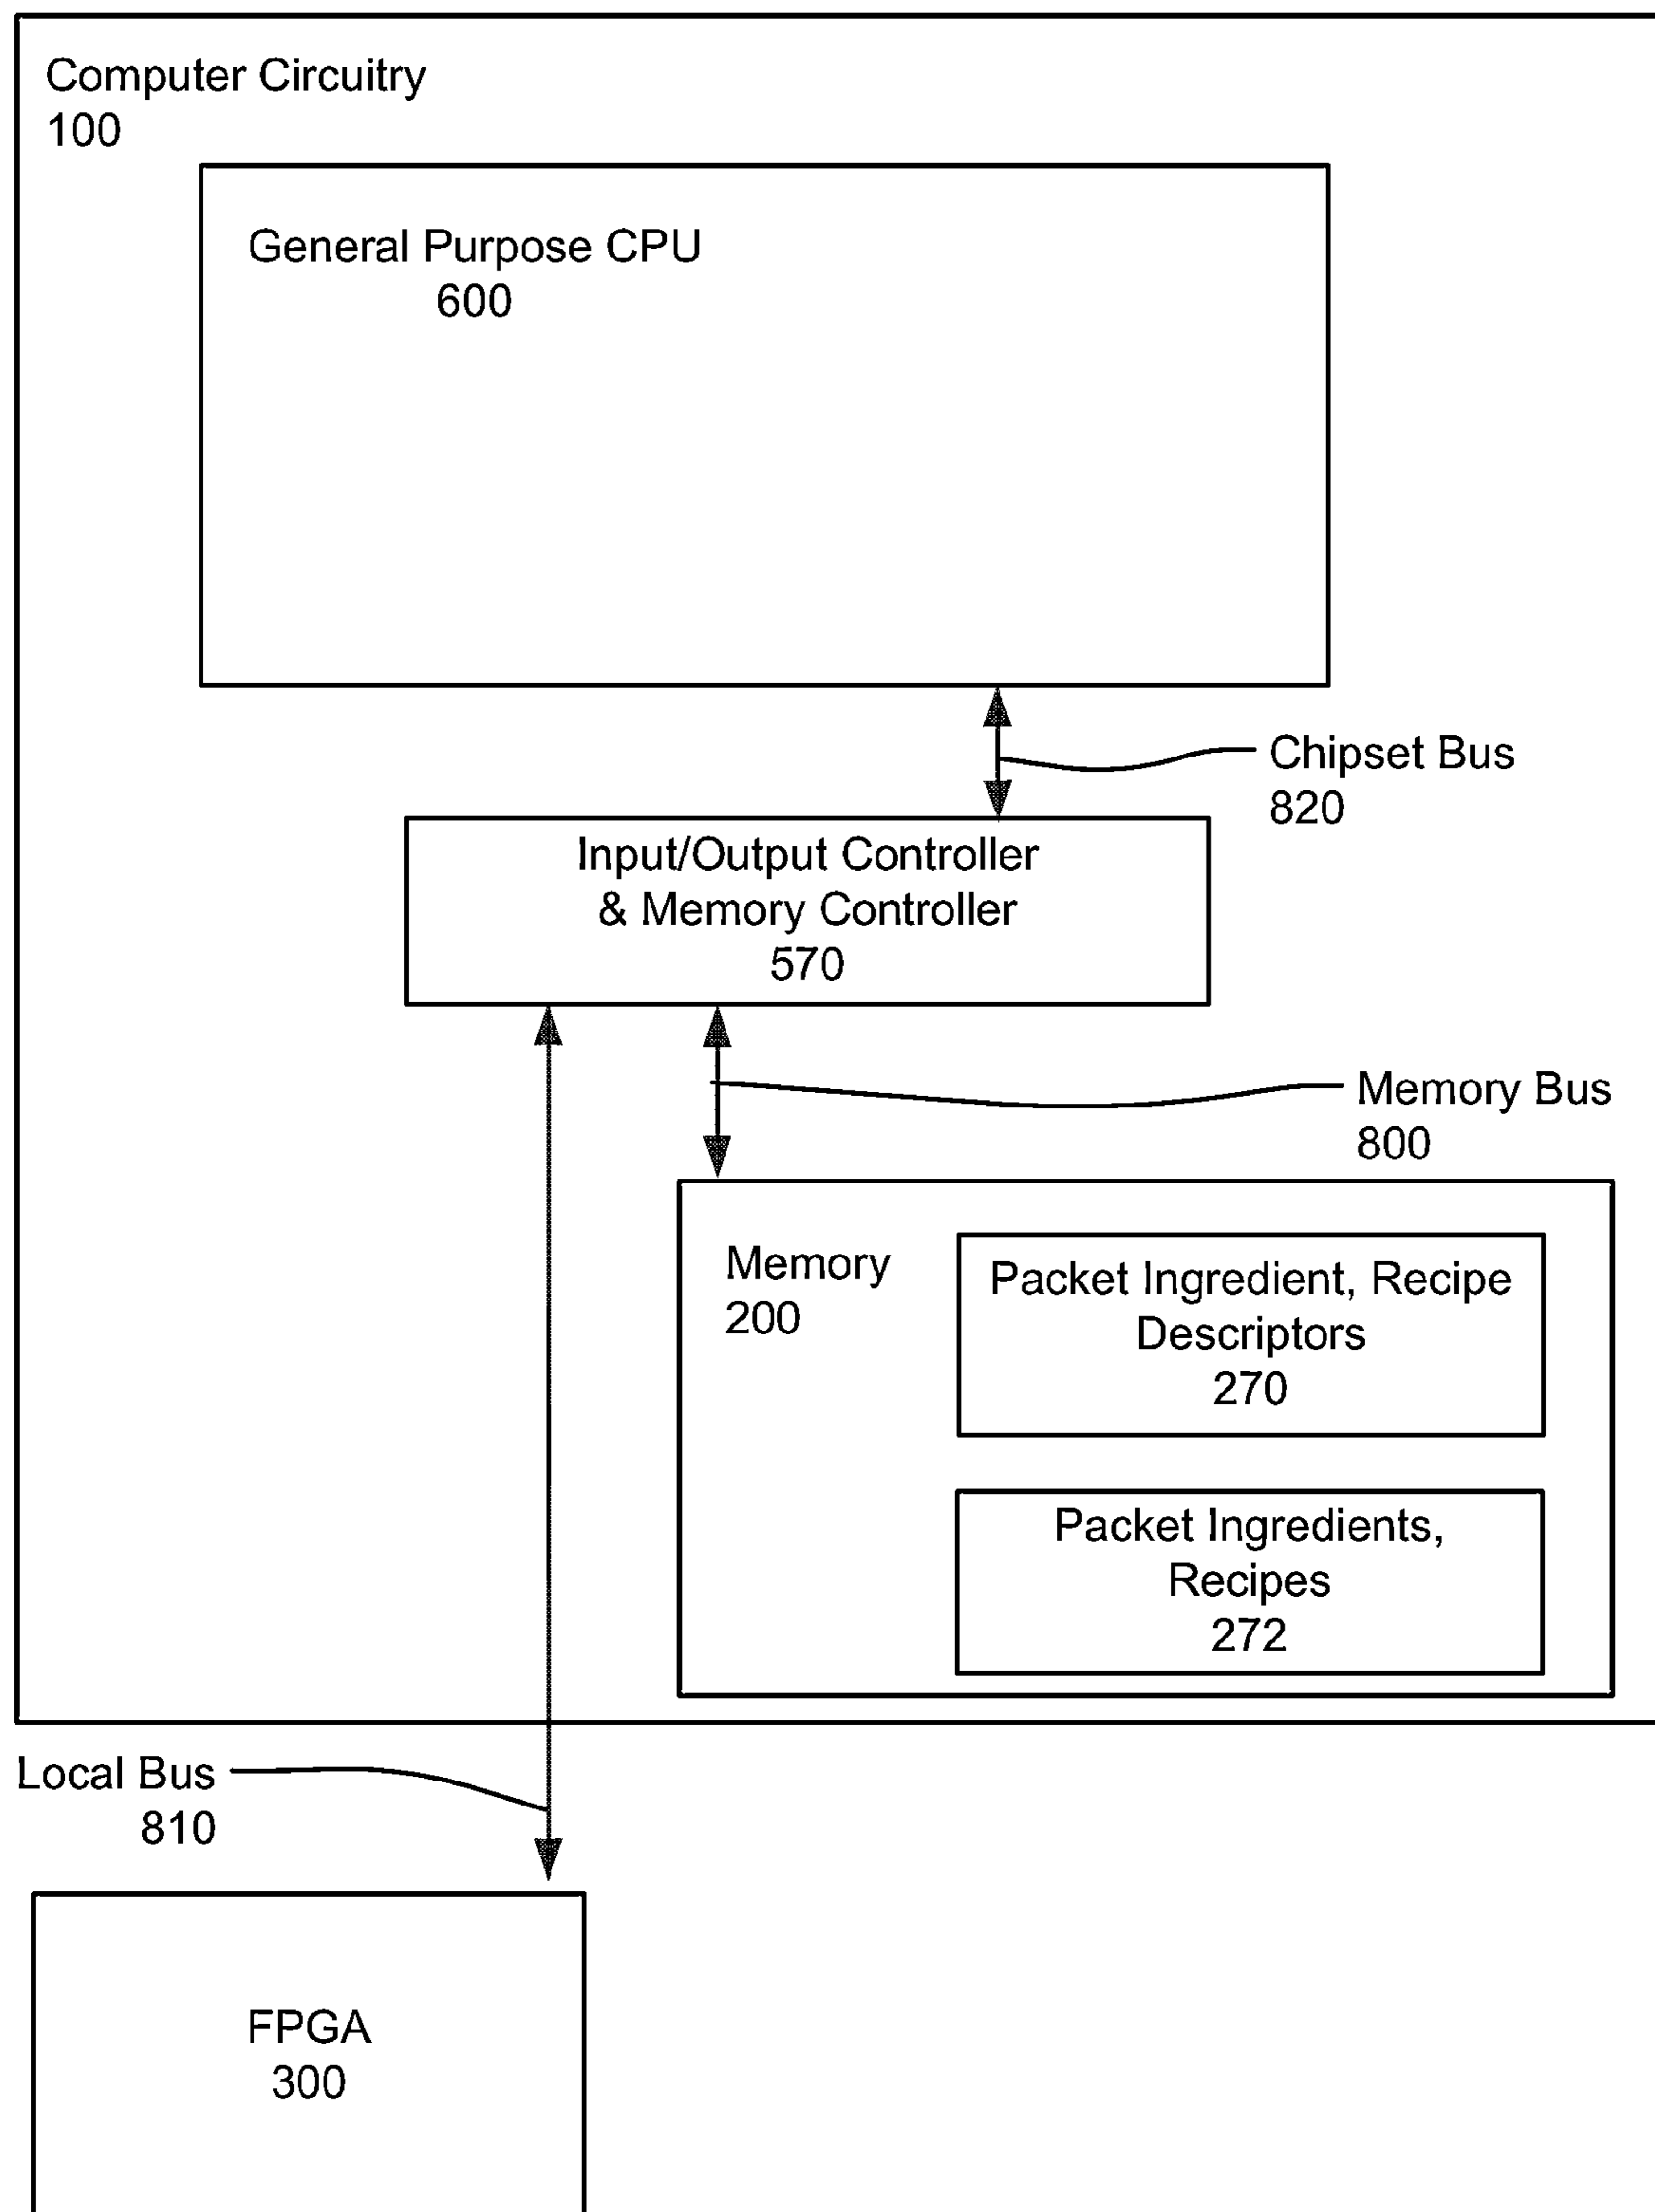 Computer Circuitry
100
General Purpose CPU
600
Chipset Bus
820
Input/Output Controller
& Memory Controller
570
Memory Bus
800
Memory
200
Packet Ingredient, Recipe
Descriptors
270
Packet Ingredients,
Recipes
272
Local Bus
810
FPGA
300